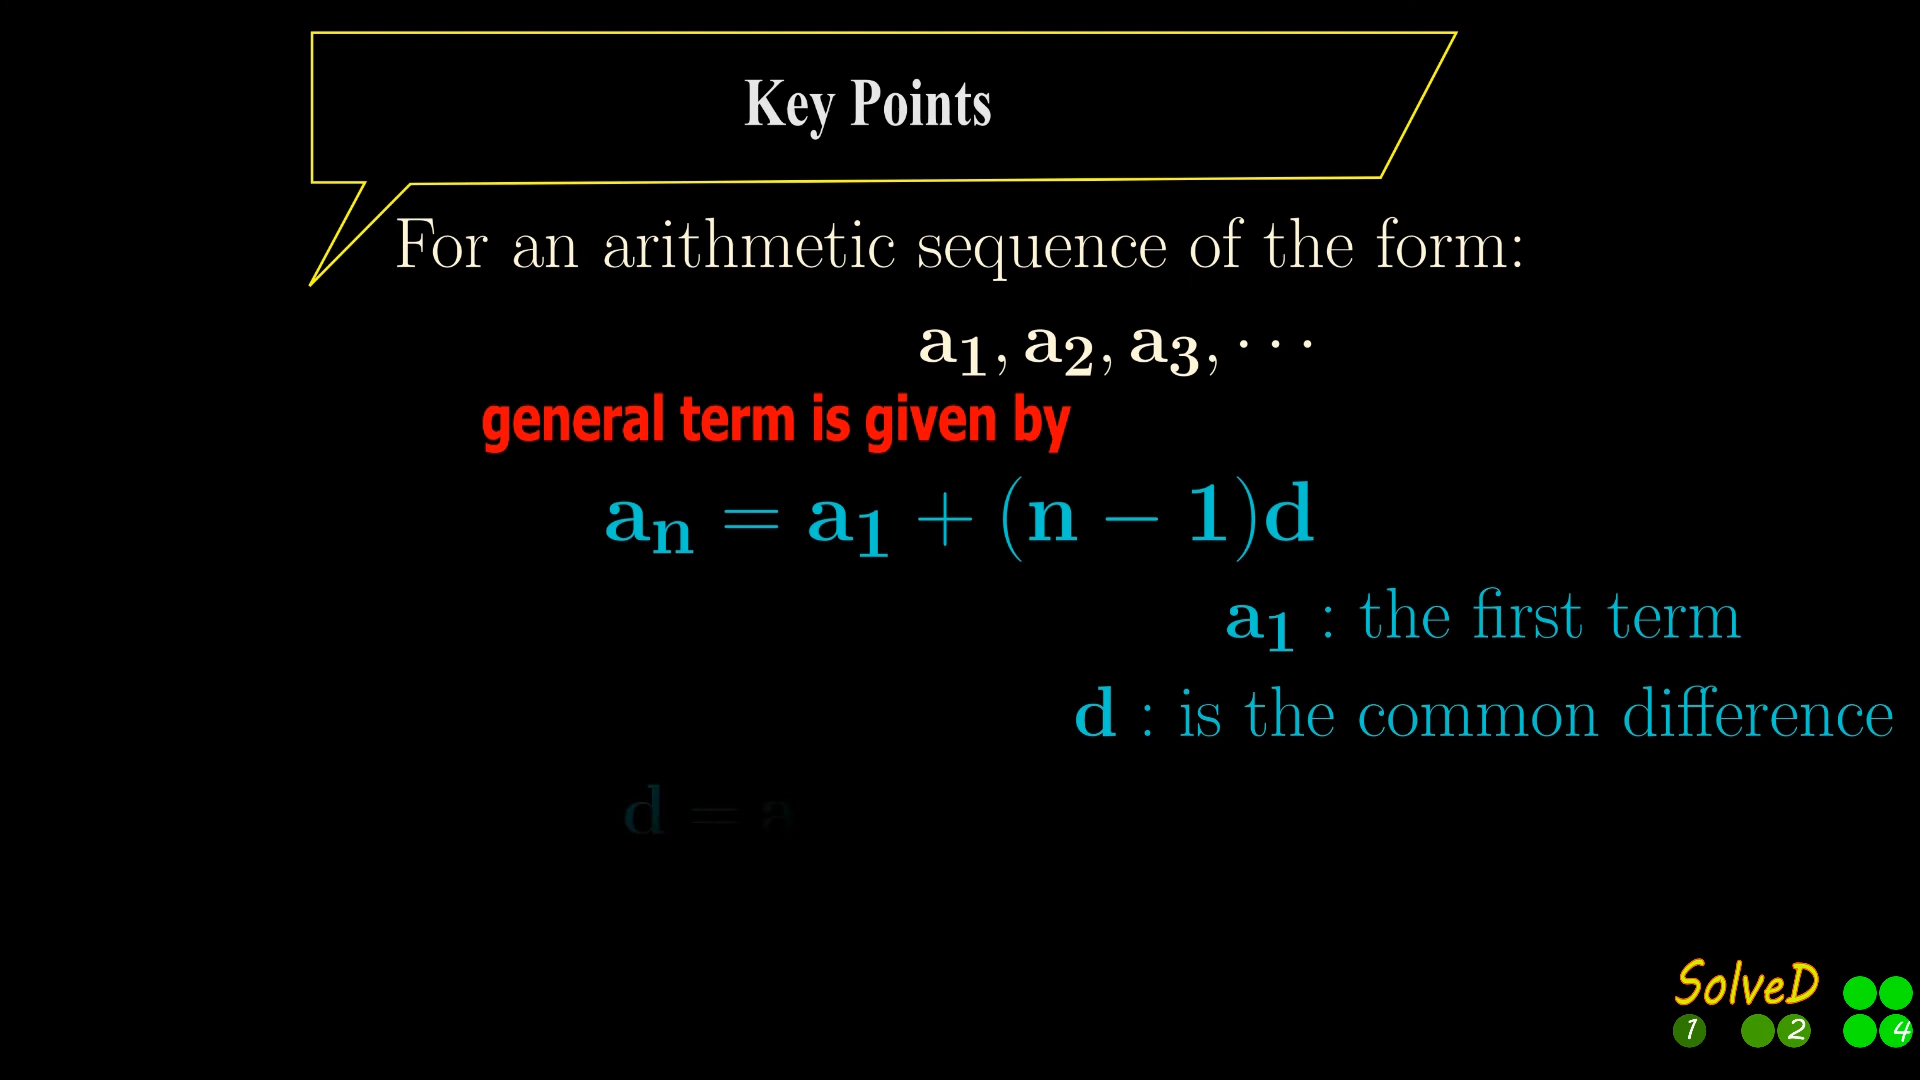 Key Points
For an arithmetic sequence of the form:
a₁, a₂, a₃, ···
general term is given by
aₙ = a₁ + (n − 1)d
a₁ : the first term
d : is the common difference
d = a
SolveD
1 2 4